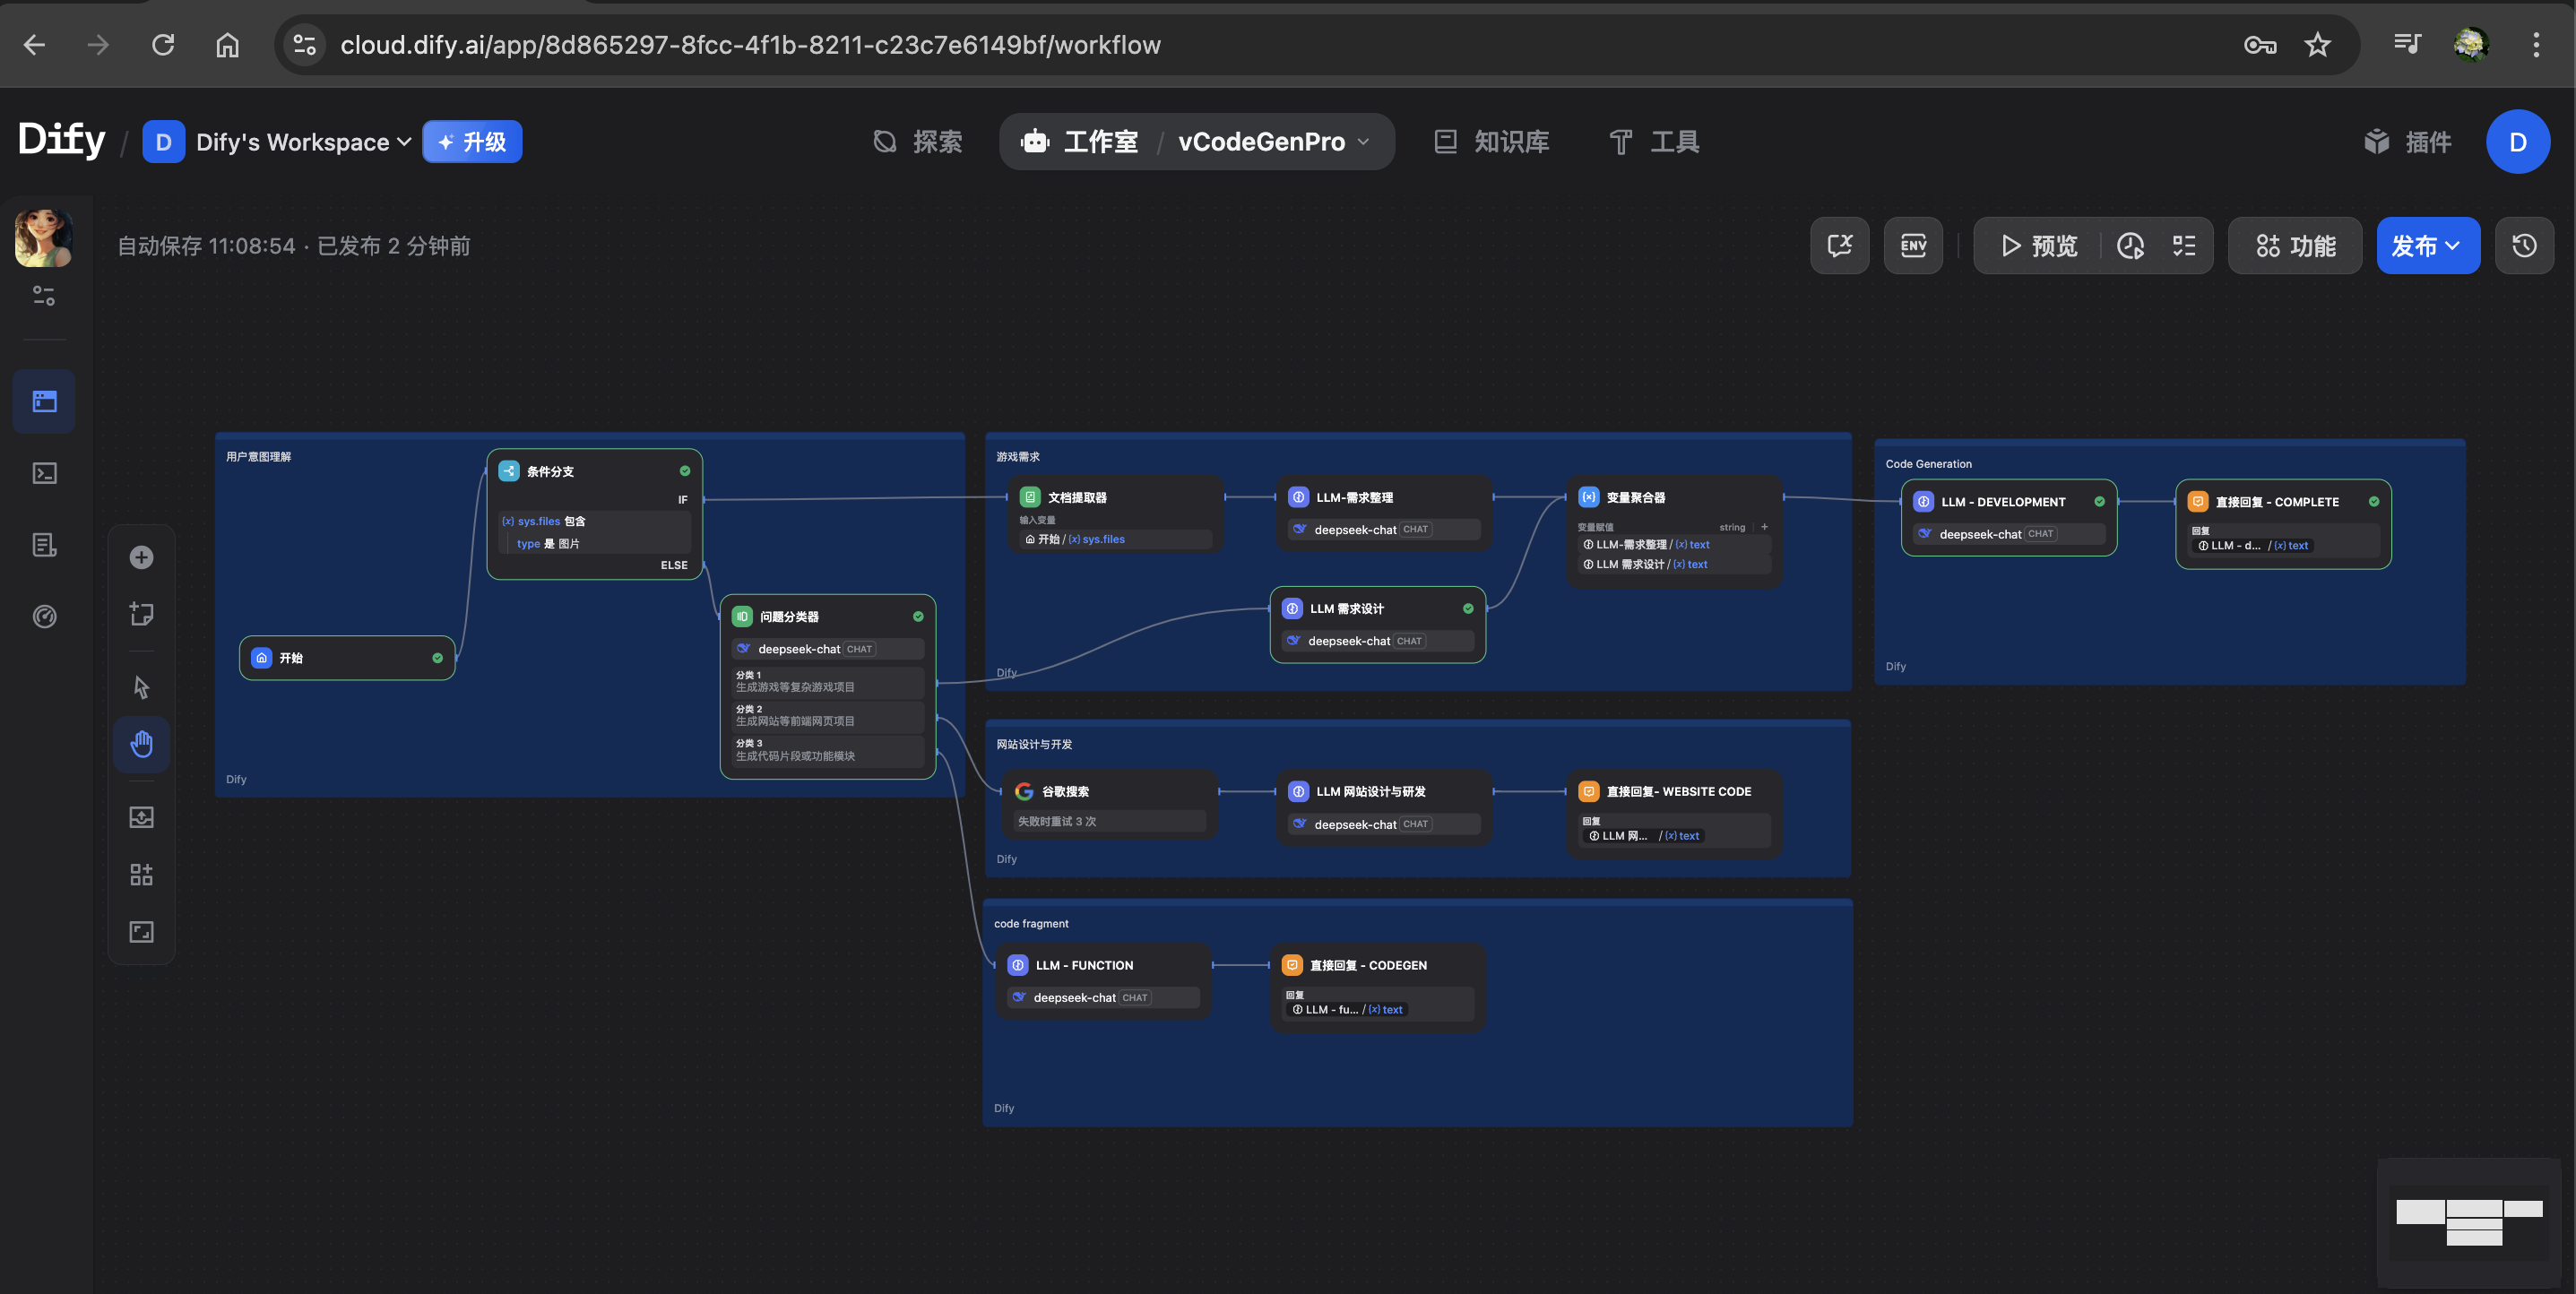 cloud.dify.ai/app/8d865297-8fcc-4f1b-8211-c23c7e6149bf/workflow
Dify / D Dify's Workspace 升级
探索
工作室 / vCodeGenPro
知识库
工具
插件
D
自动保存 11:08:54 · 已发布 2 分钟前
ENV
预览
功能
发布
用户意图理解
条件分支
IF
{x} sys.files 包含
type 是 图片
ELSE
开始
问题分类器
deepseek-chat CHAT
分类 1
生成游戏等复杂游戏项目
分类 2
生成网站等前端网页项目
分类 3
生成代码片段或功能模块
Dify
游戏需求
文档提取器
输入变量
开始 / {x} sys.files
LLM-需求整理
deepseek-chat CHAT
变量聚合器
变量赋值 string +
LLM-需求整理 / {x} text
LLM 需求设计 / {x} text
LLM 需求设计
deepseek-chat CHAT
Dify
Code Generation
LLM - DEVELOPMENT
deepseek-chat CHAT
直接回复 - COMPLETE
回复
LLM - d... / {x} text
Dify
网站设计与开发
谷歌搜索
失败时重试 3 次
LLM 网站设计与研发
deepseek-chat CHAT
直接回复- WEBSITE CODE
回复
LLM 网... / {x} text
Dify
code fragment
LLM - FUNCTION
deepseek-chat CHAT
直接回复 - CODEGEN
回复
LLM - fu... / {x} text
Dify